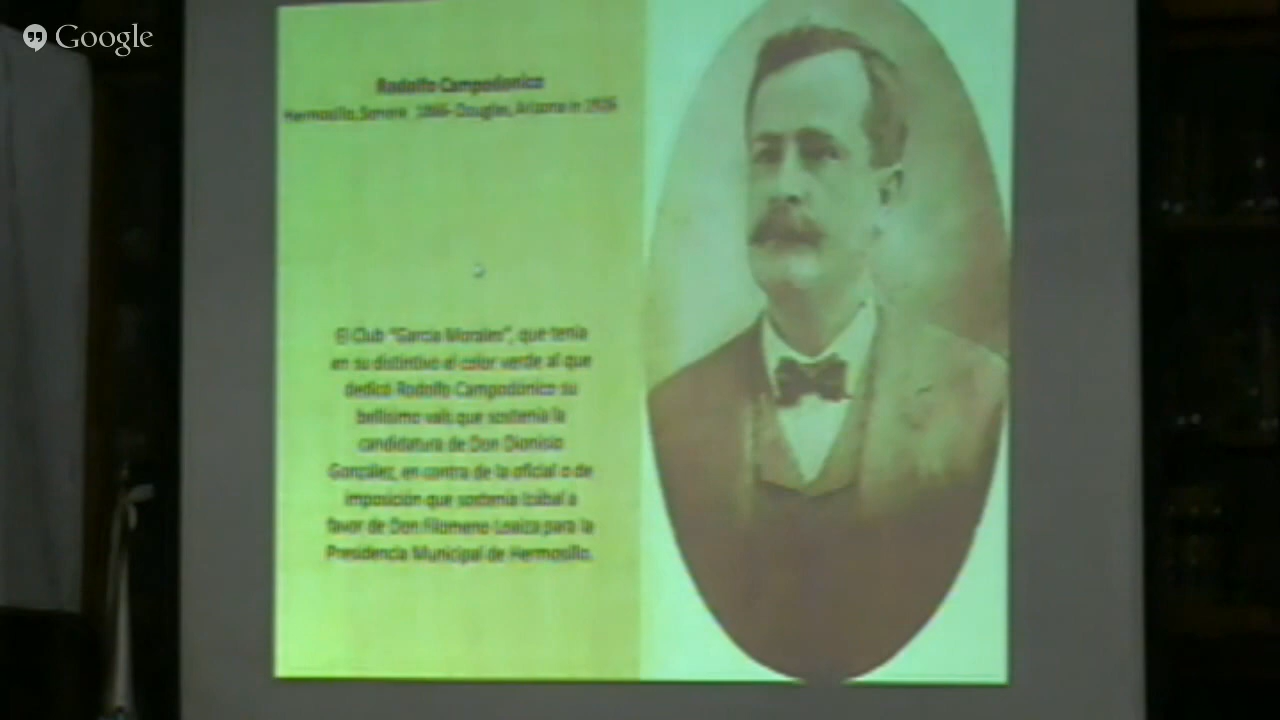 Google
Rodolfo Campodonico
Hermosillo, Sonora 1866- Douglas, Arizona in 1926
El Club "García Morales", que tenía
en su distintivo el color verde al que
dedicó Rodolfo Campodonico su
bellísimo vals que sostenía la
candidatura de Don Dionisio
González, en contra de la oficial o de
imposición que sostenía Izábal a
favor de Don Filomeno Loaiza para la
Presidencia Municipal de Hermosillo.